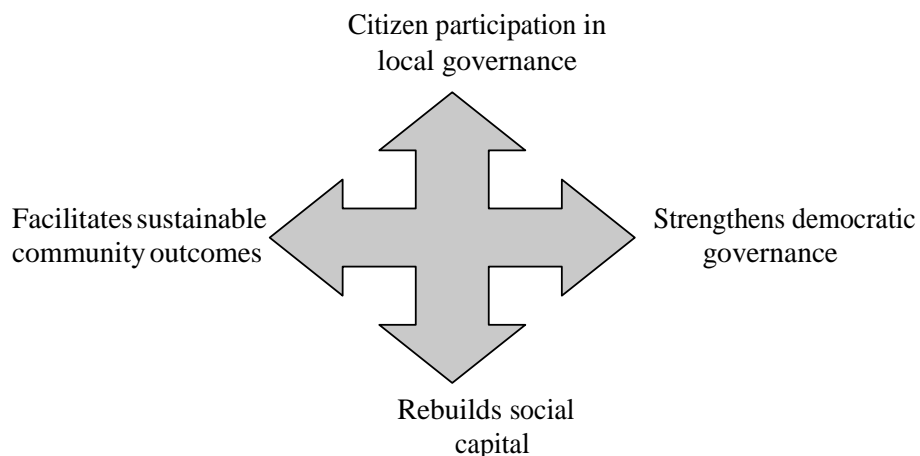 Citizen participation in
local governance
Facilitates sustainable
community outcomes
Strengthens democratic
governance
Rebuilds social
capital